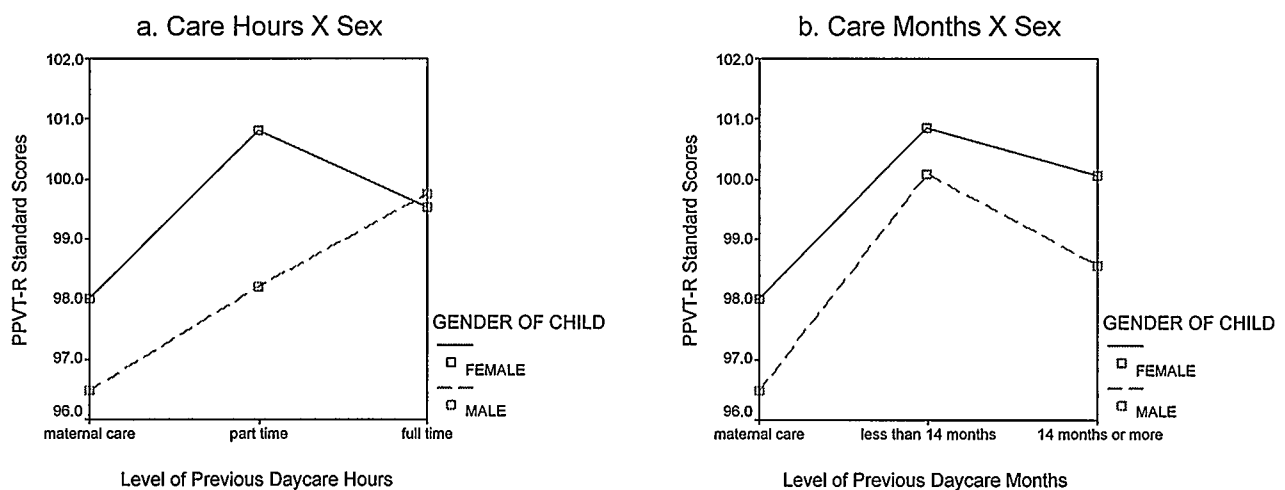 a. Care Hours X Sex
PPVT-R Standard Scores
102.0
101.0
100.0
99.0
98.0
97.0
96.0
maternal care
part time
full time
Level of Previous Daycare Hours
GENDER OF CHILD
FEMALE
MALE
b. Care Months X Sex
PPVT-R Standard Scores
102.0
101.0
100.0
99.0
98.0
97.0
96.0
maternal care
less than 14 months
14 months or more
Level of Previous Daycare Months
GENDER OF CHILD
FEMALE
MALE